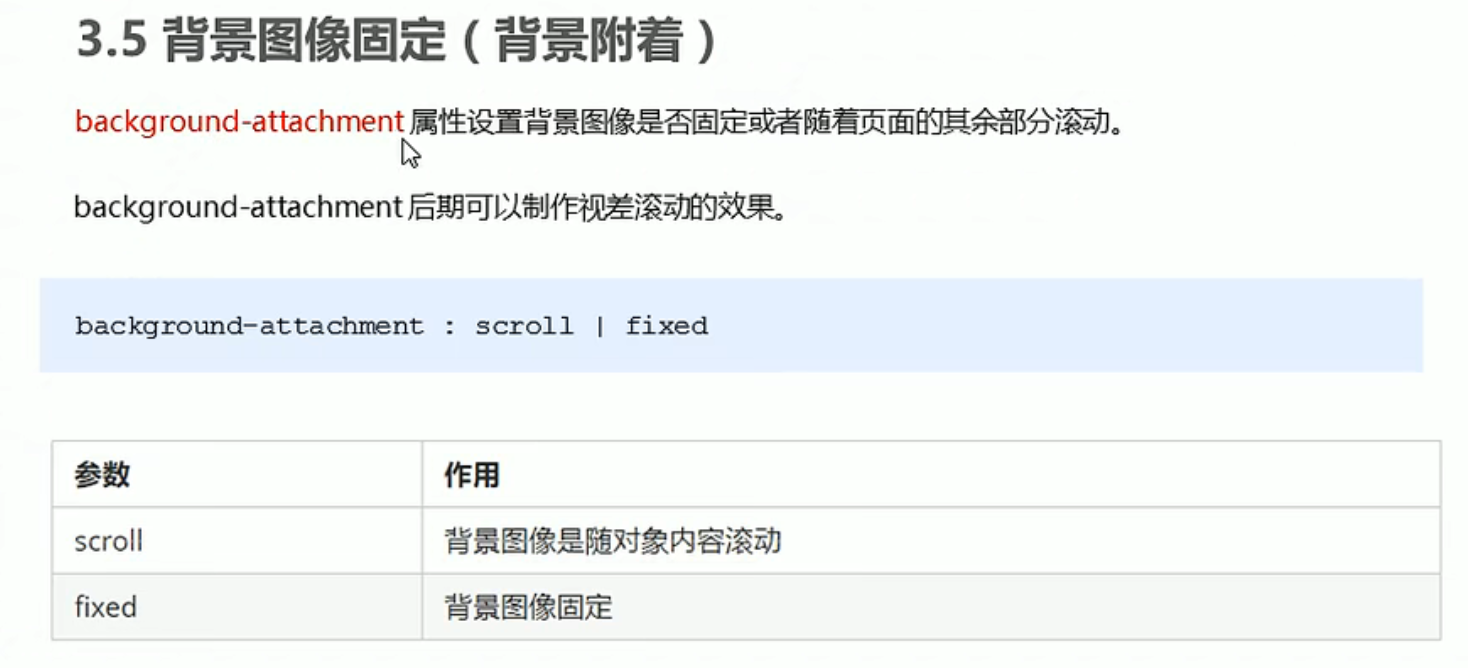 3.5 背景图像固定（背景附着）
background-attachment 属性设置背景图像是否固定或者随着页面的其余部分滚动。
background-attachment 后期可以制作视差滚动的效果。
background-attachment : scroll | fixed
参数 作用
scroll 背景图像是随对象内容滚动
fixed 背景图像固定